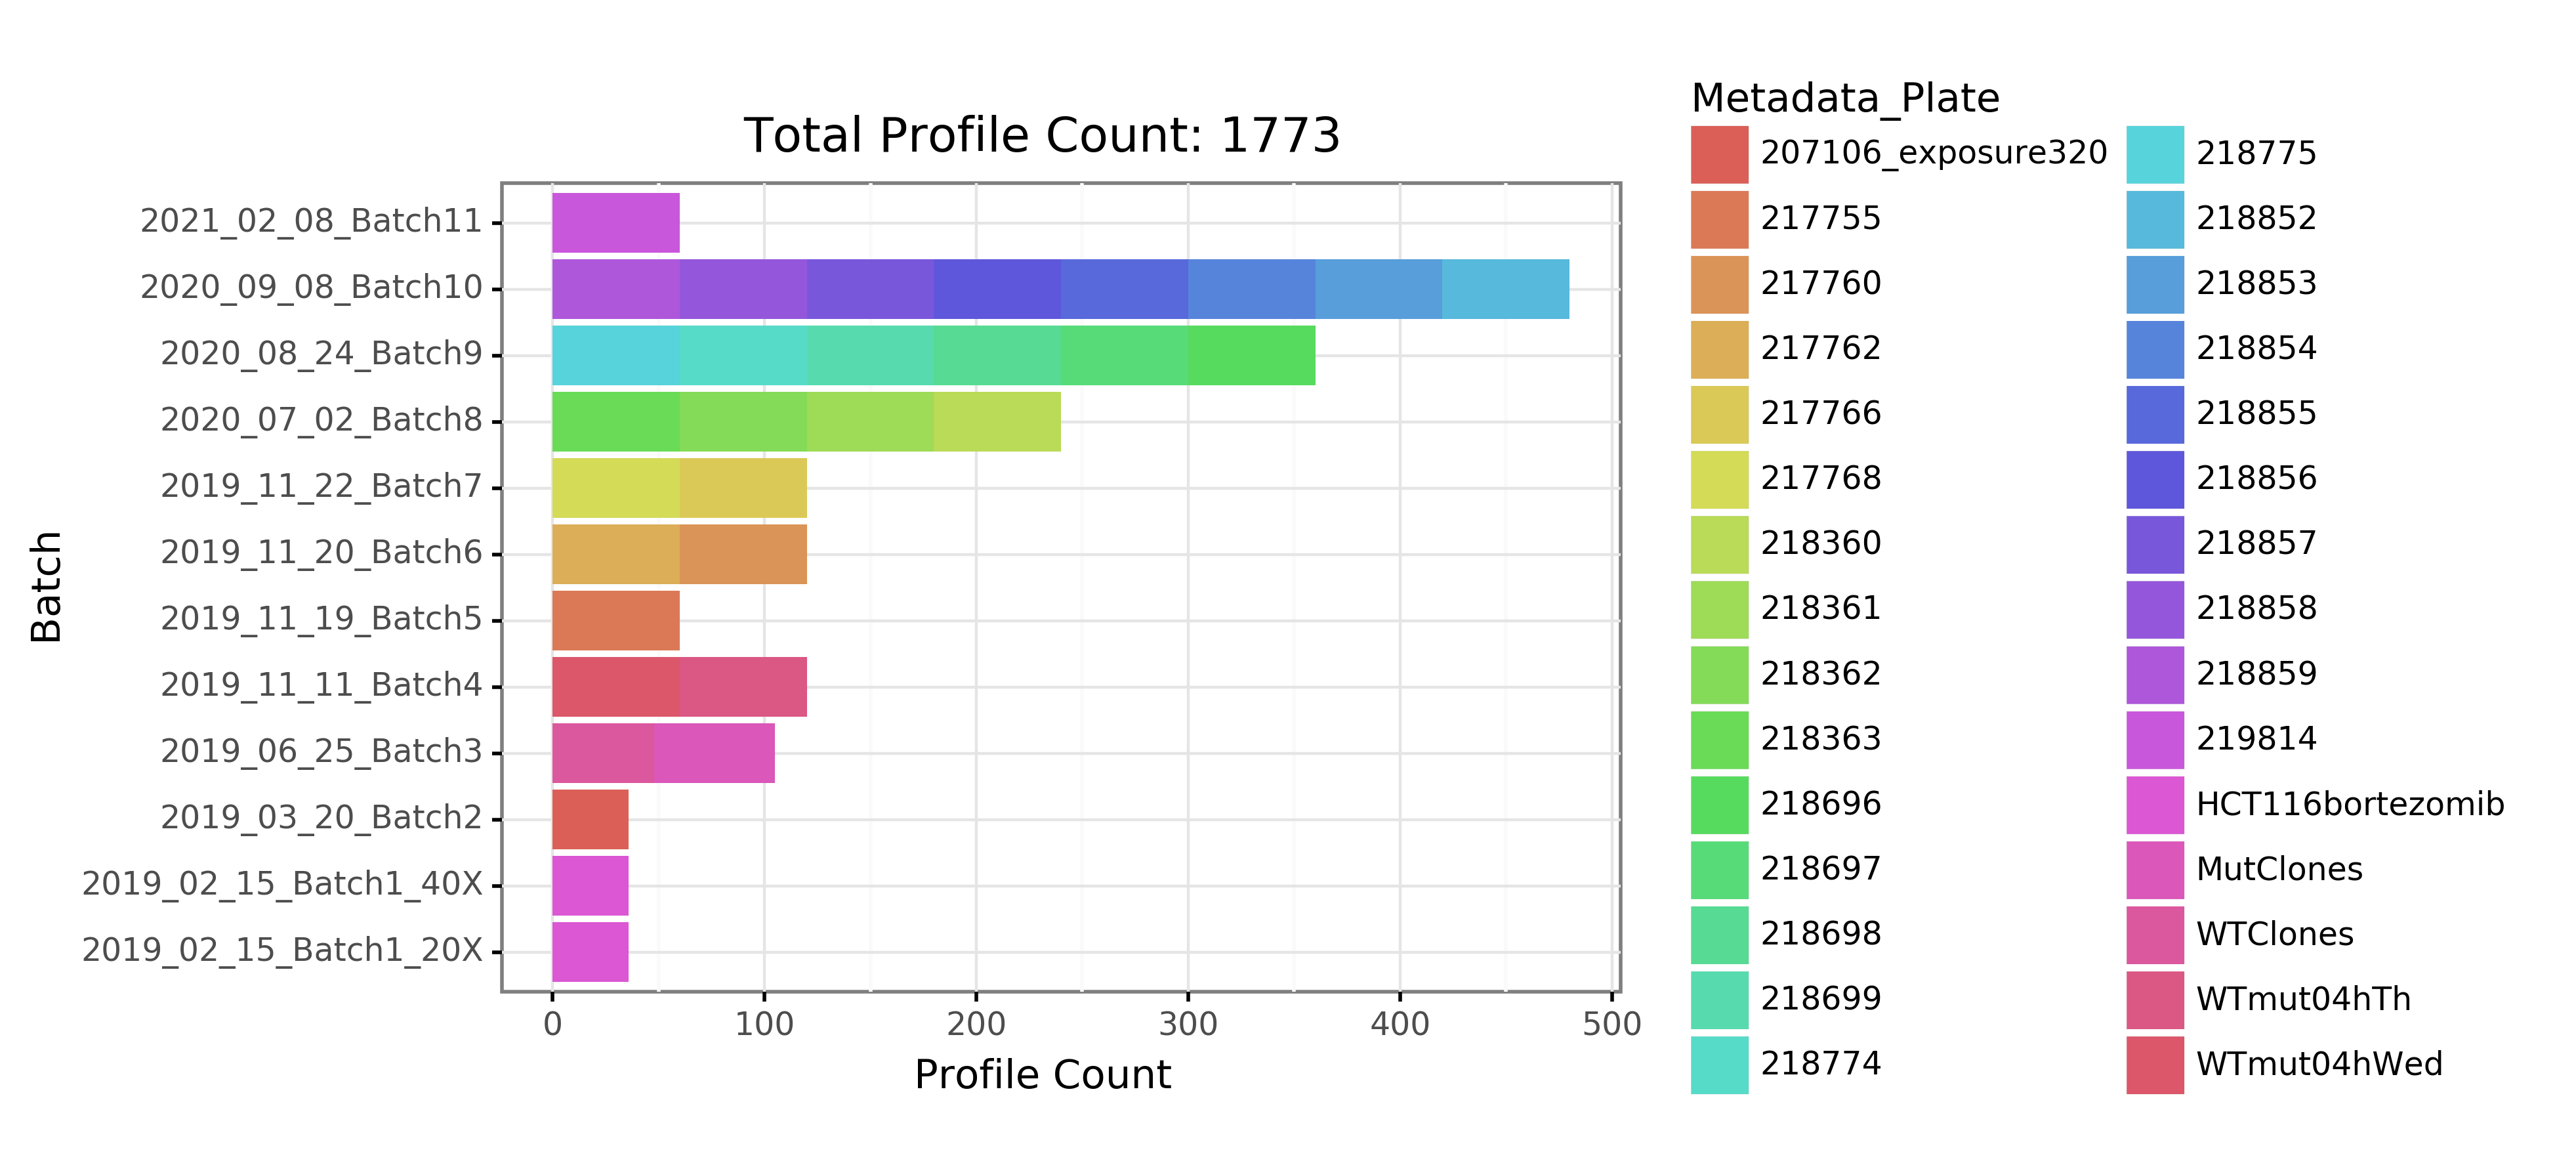 Total Profile Count: 1773
Batch
2021_02_08_Batch11
2020_09_08_Batch10
2020_08_24_Batch9
2020_07_02_Batch8
2019_11_22_Batch7
2019_11_20_Batch6
2019_11_19_Batch5
2019_11_11_Batch4
2019_06_25_Batch3
2019_03_20_Batch2
2019_02_15_Batch1_40X
2019_02_15_Batch1_20X
0 100 200 300 400 500
Profile Count
Metadata_Plate
207106_exposure320
217755
217760
217762
217766
217768
218360
218361
218362
218363
218696
218697
218698
218699
218774
218775
218852
218853
218854
218855
218856
218857
218858
218859
219814
HCT116bortezomib
MutClones
WTClones
WTmut04hTh
WTmut04hWed